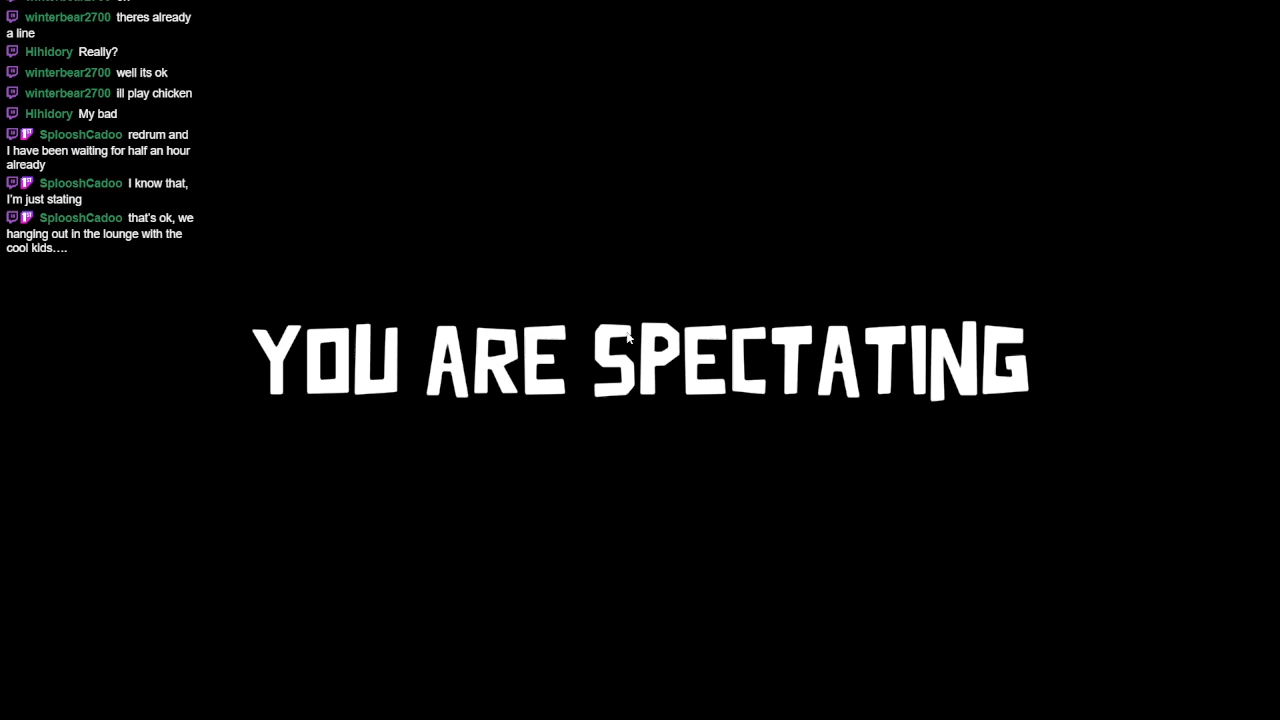 winterbear2700 theres already
a line
Hihidory Really?
winterbear2700 well its ok
winterbear2700 ill play chicken
Hihidory My bad
SplooshCadoo redrum and
I have been waiting for half an hour
already
SplooshCadoo I know that,
I'm just stating
SplooshCadoo that's ok, we
hanging out in the lounge with the
cool kids....
YOU ARE SPECTATING